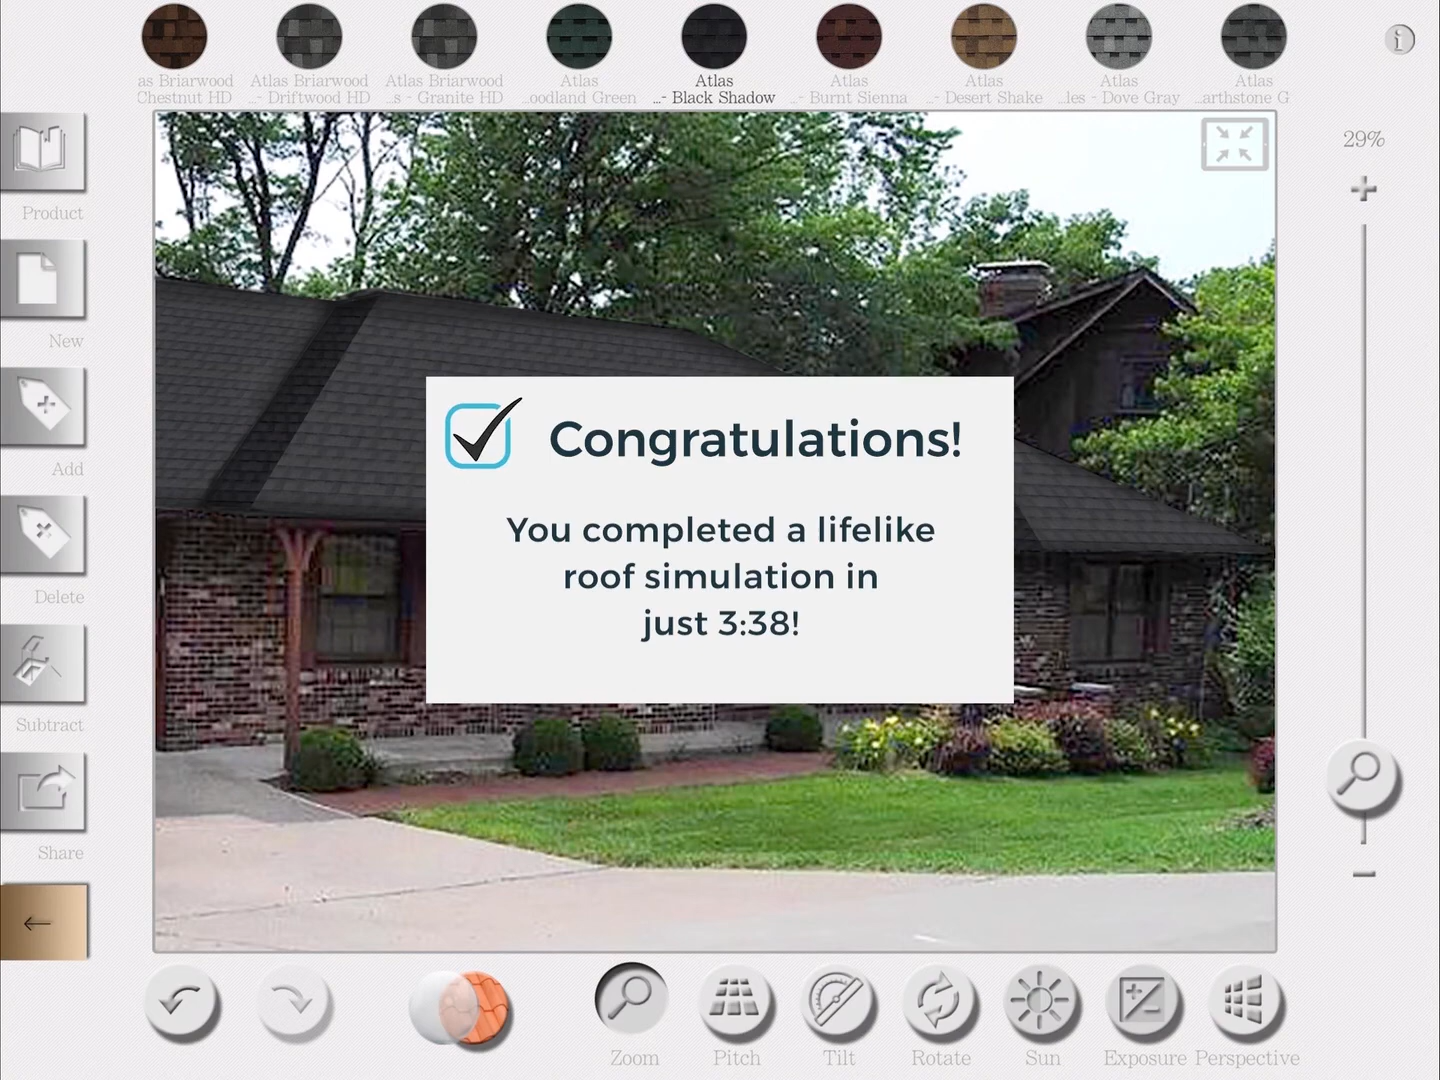 as Briarwood
Chestnut HD
Atlas Briarwood
...- Driftwood HD
Atlas Briarwood
...s - Granite HD
Atlas
...oodland Green
Atlas
...- Black Shadow
Atlas
...- Burnt Sienna
Atlas
...- Desert Shake
Atlas
...les - Dove Gray
Atlas
...arthstone G
i
29%
Product
New
Add
Delete
Subtract
Share
Congratulations!
You completed a lifelike
roof simulation in
just 3:38!
Zoom
Pitch
Tilt
Rotate
Sun
Exposure
Perspective